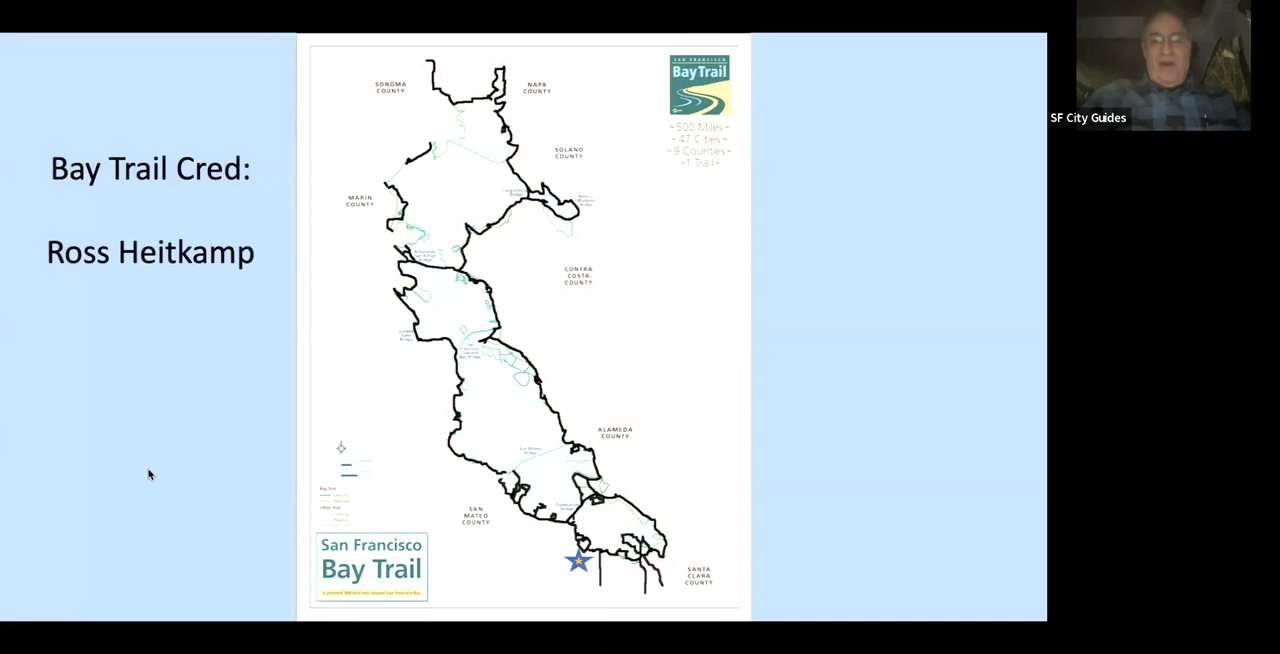 Bay Trail Cred:
Ross Heitkamp
SONOMA
COUNTY
NAPA
COUNTY
SAN FRANCISCO
Bay Trail
~500 Miles~
~47 Cities~
~9 Counties~
~1 Trail~
SOLANO
COUNTY
MARIN
COUNTY
CONTRA
COSTA
COUNTY
ALAMEDA
COUNTY
SAN
MATEO
COUNTY
SANTA
CLARA
COUNTY
San Francisco
Bay Trail
SF City Guides